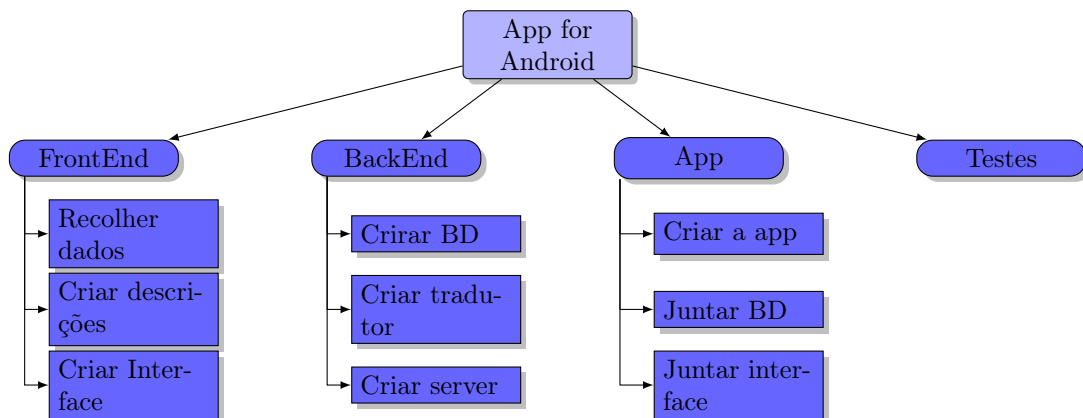 App for
Android
FrontEnd
BackEnd
App
Testes
Recolher
dados
Criar descri-
ções
Criar Inter-
face
Crirar BD
Criar tradu-
tor
Criar server
Criar a app
Juntar BD
Juntar inter-
face